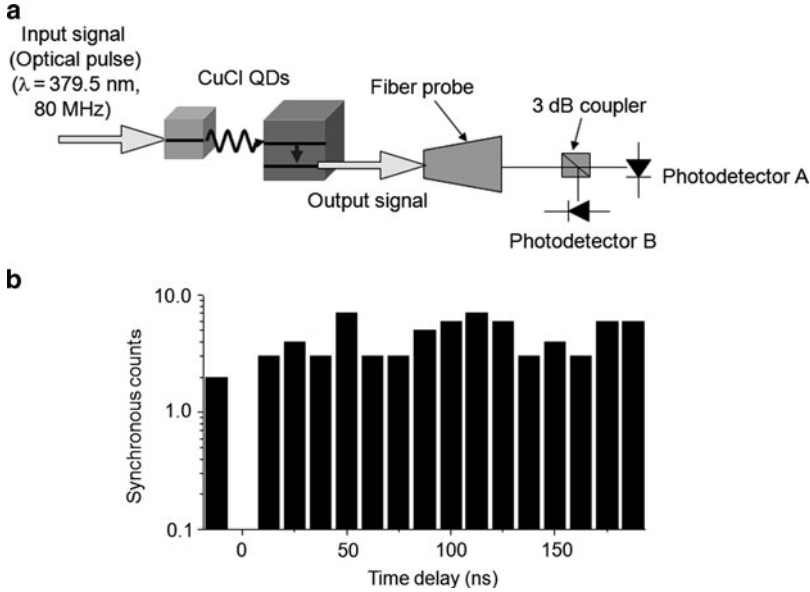 a
Input signal
(Optical pulse)
(λ = 379.5 nm,
80 MHz)
CuCl QDs
Fiber probe
3 dB coupler
Output signal
Photodetector A
Photodetector B
b
Synchronous counts
10.0
1.0
0.1
0
50
100
150
Time delay (ns)